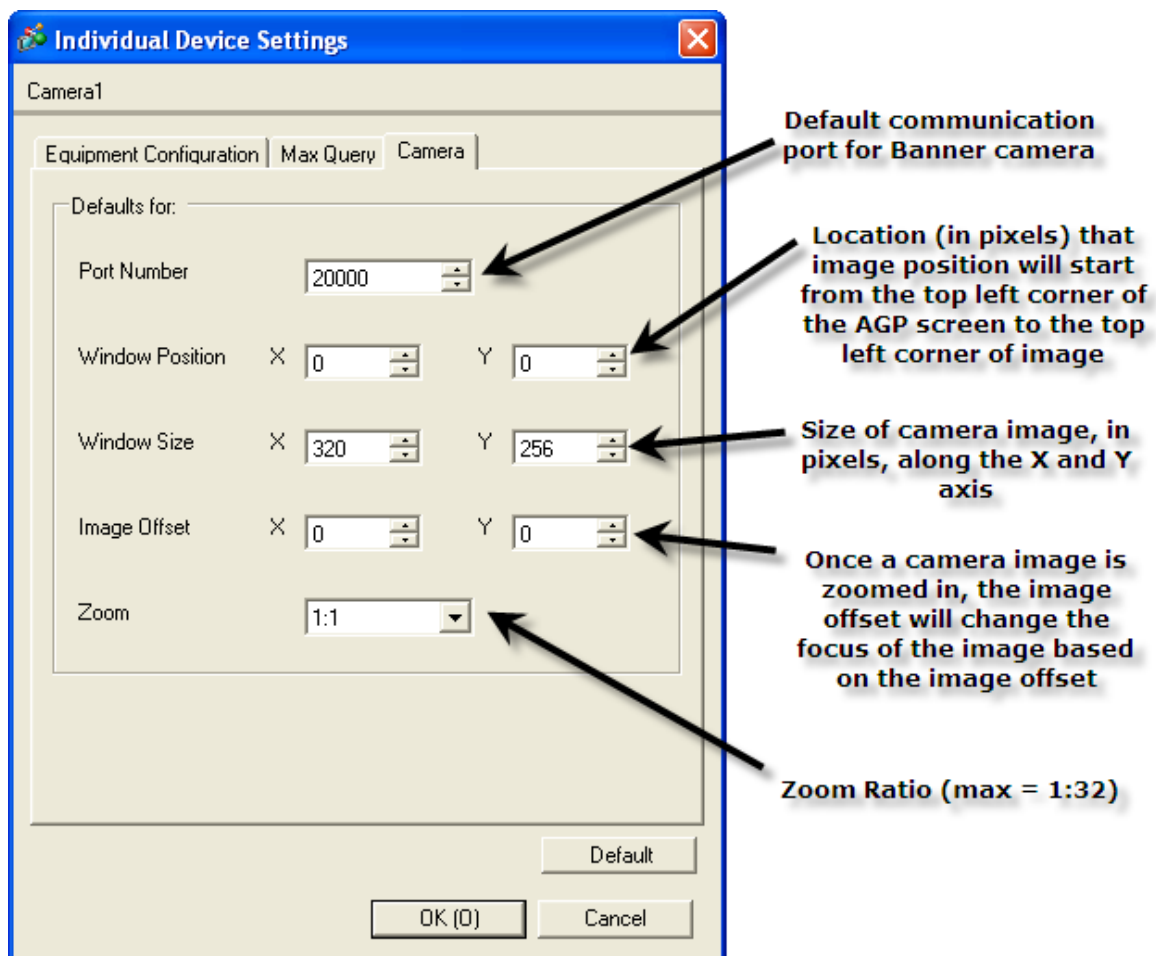 Individual Device Settings
Camera1
Equipment Configuration
Max Query
Camera
Defaults for:
Port Number
20000
Window Position
X
0
Y
0
Window Size
X
320
Y
256
Image Offset
X
0
Y
0
Zoom
1:1
Default
OK (O)
Cancel
Default communication
port for Banner camera
Location (in pixels) that
image position will start
from the top left corner of
the AGP screen to the top
left corner of image
Size of camera image, in
pixels, along the X and Y
axis
Once a camera image is
zoomed in, the image
offset will change the
focus of the image based
on the image offset
Zoom Ratio (max = 1:32)